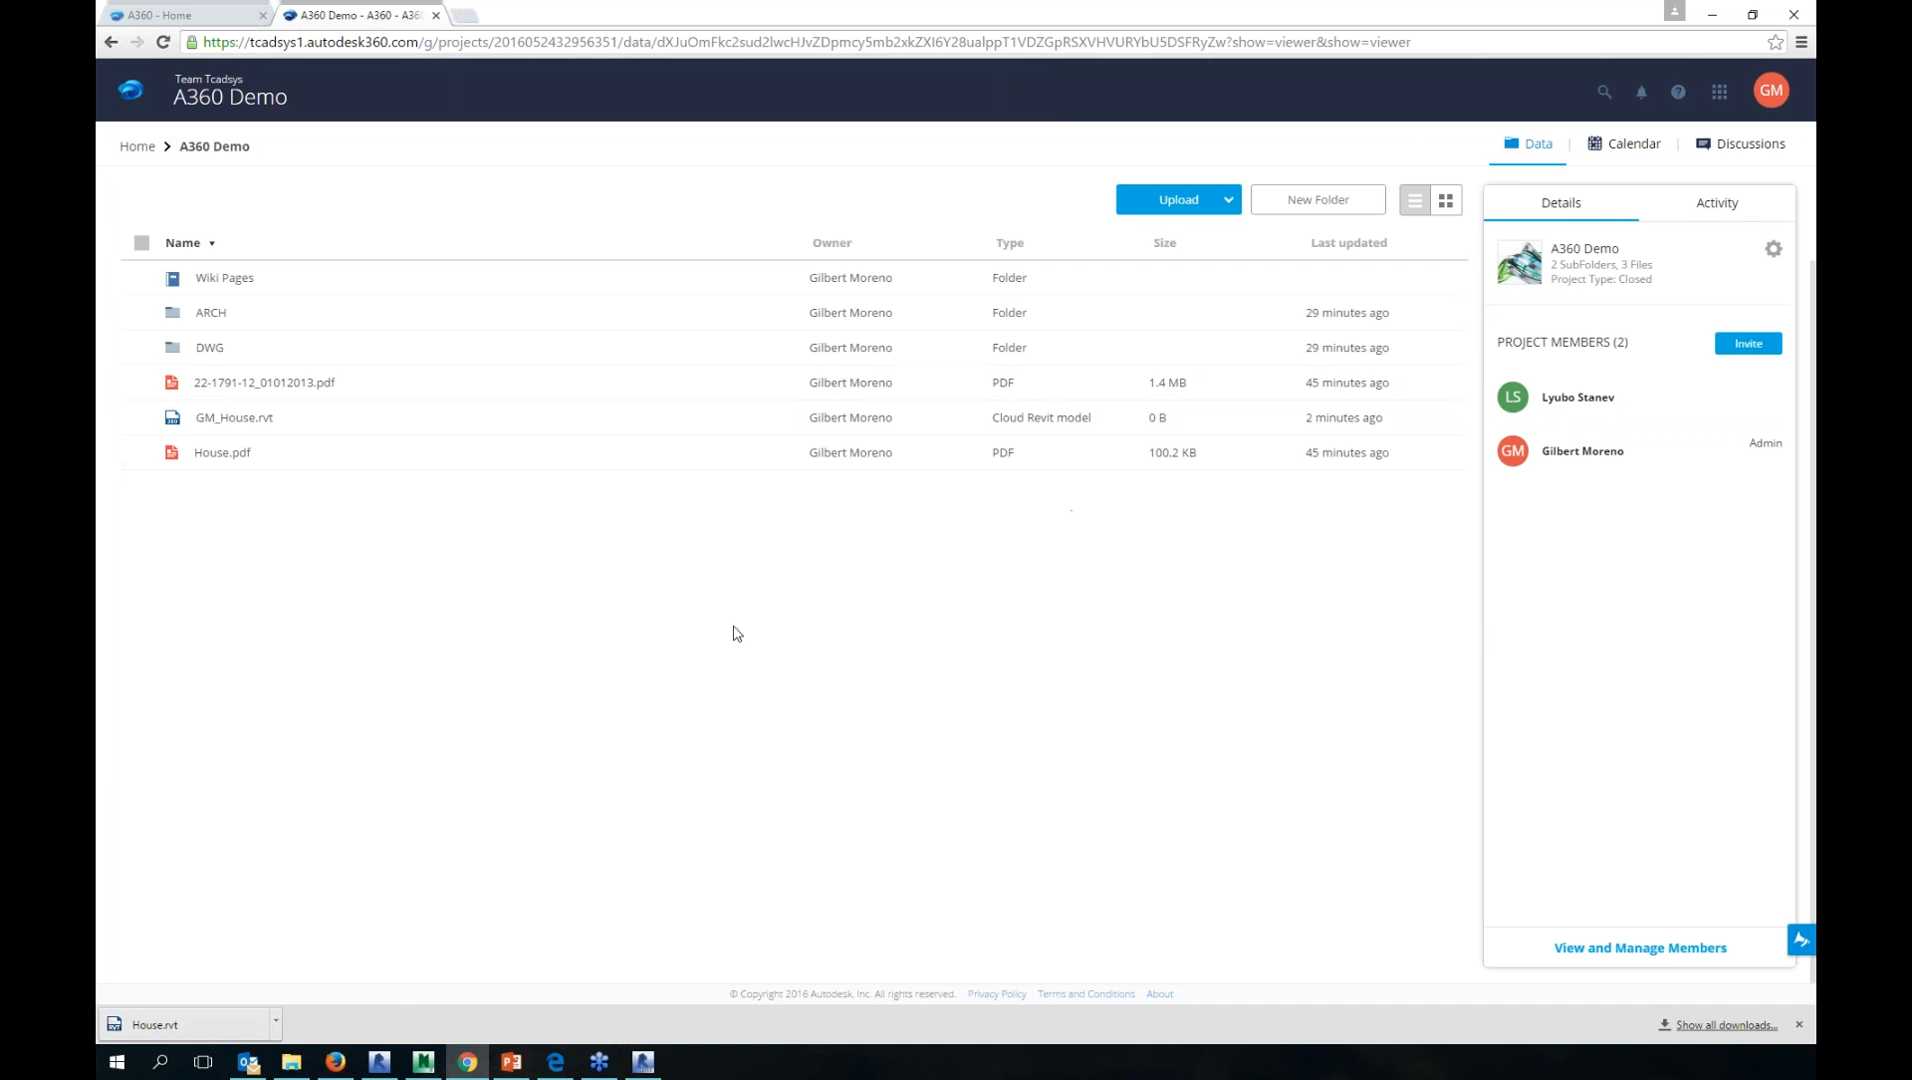 A360 - Home
A360 Demo - A360 - A360
https://tcadsys1.autodesk360.com/g/projects/2016052432956351/data/dXJuOmFkc2sud2lwcHJvZDpmcy5mb2xkZXI6Y28ualppT1VDZGpRSXVHVURYbU5DSFRyZw?show=viewer&show=viewer
Team Tcadsys
A360 Demo
GM
Home > A360 Demo
Data
Calendar
Discussions
Upload
New Folder
Details
Activity
Name Owner Type Size Last updated
Wiki Pages Gilbert Moreno Folder
ARCH Gilbert Moreno Folder 29 minutes ago
DWG Gilbert Moreno Folder 29 minutes ago
22-1791-12_01012013.pdf Gilbert Moreno PDF 1.4 MB 45 minutes ago
GM_House.rvt Gilbert Moreno Cloud Revit model 0 B 2 minutes ago
House.pdf Gilbert Moreno PDF 100.2 KB 45 minutes ago
A360 Demo
2 SubFolders, 3 Files
Project Type: Closed
PROJECT MEMBERS (2)
Invite
LS Lyubo Stanev
GM Gilbert Moreno Admin
View and Manage Members
© Copyright 2016 Autodesk, Inc. All rights reserved. Privacy Policy Terms and Conditions About
House.rvt
Show all downloads...